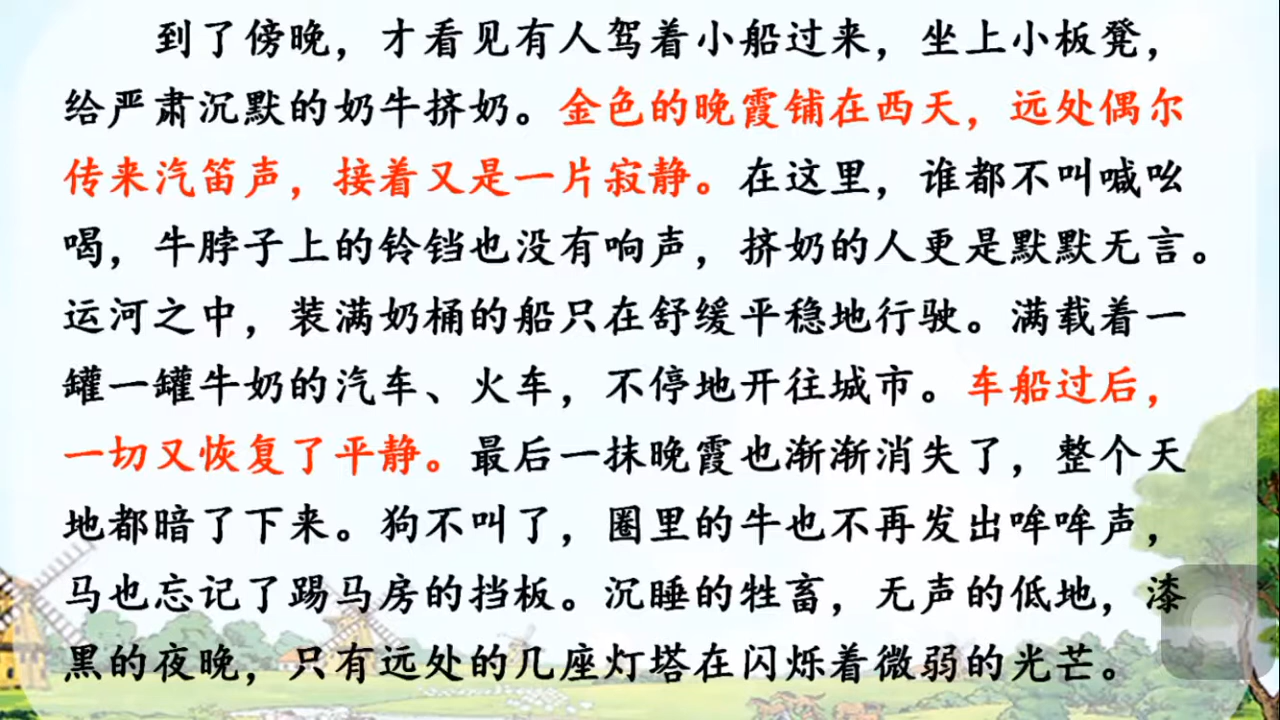 到了傍晚，才看见有人驾着小船过来，坐上小板凳，
给严肃沉默的奶牛挤奶。金色的晚霞铺在西天，远处偶尔
传来汽笛声，接着又是一片寂静。在这里，谁都不叫喊吆
喝，牛脖子上的铃铛也没有响声，挤奶的人更是默默无言。
运河之中，装满奶桶的船只在舒缓平稳地行驶。满载着一
罐一罐牛奶的汽车、火车，不停地开往城市。车船过后，
一切又恢复了平静。最后一抹晚霞也渐渐消失了，整个天
地都暗了下来。狗不叫了，圈里的牛也不再发出哞哞声，
马也忘记了踢马房的挡板。沉睡的牲畜，无声的低地，漆
黑的夜晚，只有远处的几座灯塔在闪烁着微弱的光芒。